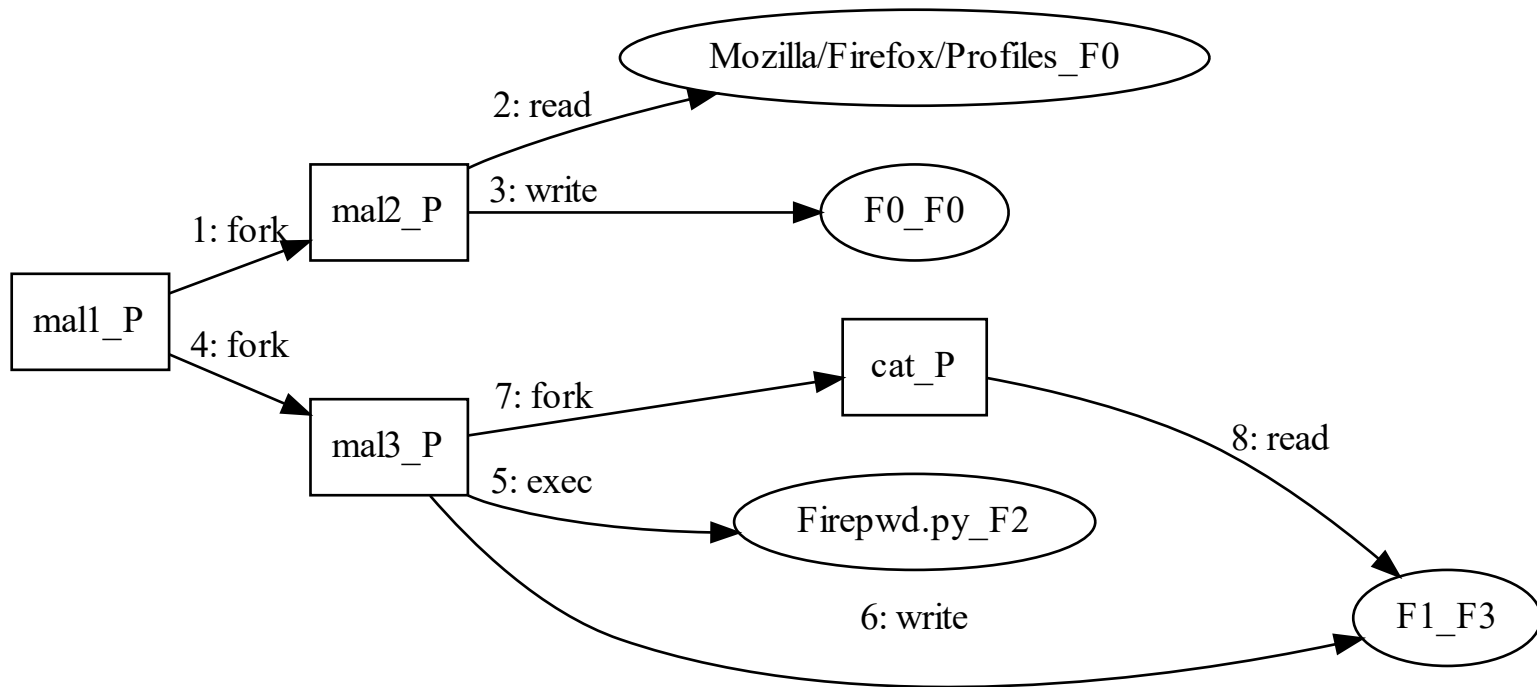 Mozilla/Firefox/Profiles_F0
2: read
3: write
F0_F0
mal2_P
1: fork
mal1_P
4: fork
cat_P
7: fork
mal3_P
8: read
5: exec
Firepwd.py_F2
6: write
F1_F3